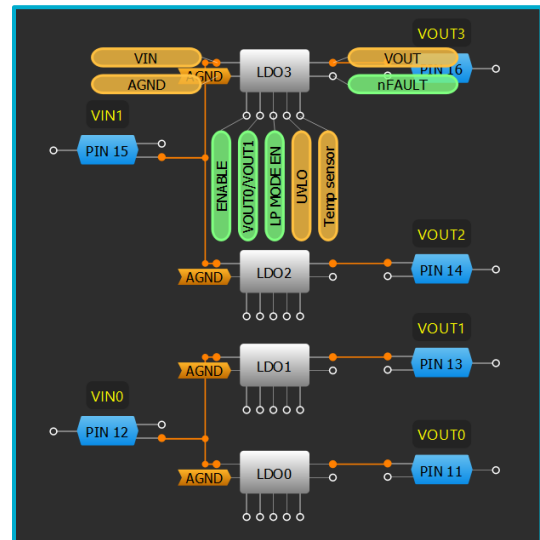 VOUT3
VIN
LDO3
VOUT
AGND
AGND
PIN 16
nFAULT
VIN1
PIN 15
ENABLE
VOUT0/VOUT1
LP MODE EN
UVLO
Temp sensor
VOUT2
AGND
LDO2
PIN 14
VOUT1
AGND
LDO1
PIN 13
VIN0
PIN 12
VOUT0
AGND
LDO0
PIN 11